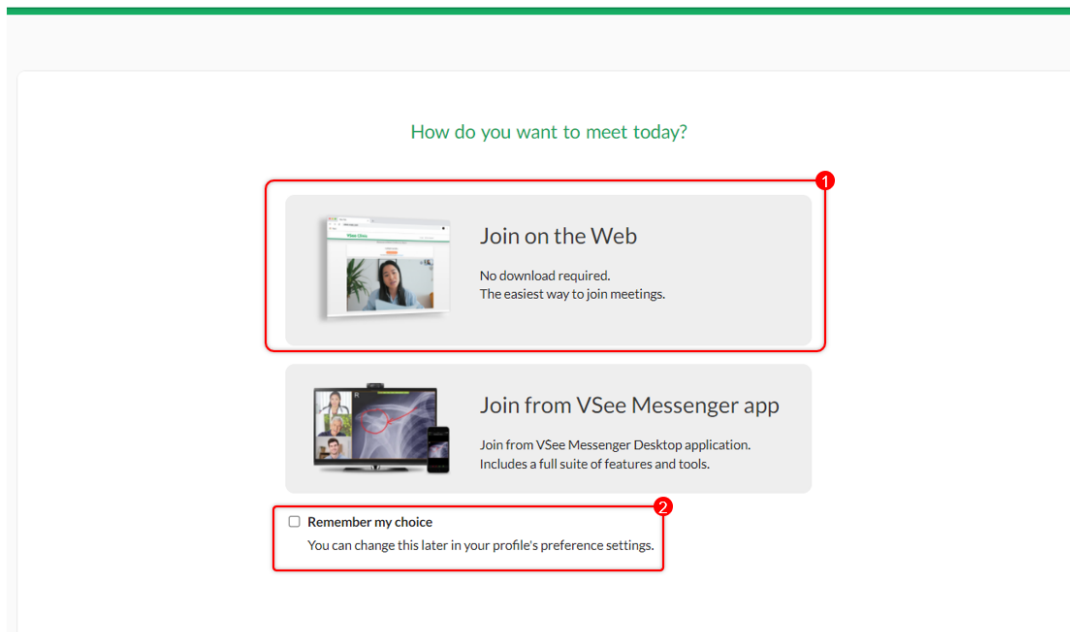 How do you want to meet today?
1
Join on the Web
No download required.
The easiest way to join meetings.
Join from VSee Messenger app
Join from VSee Messenger Desktop application.
Includes a full suite of features and tools.
2
Remember my choice
You can change this later in your profile's preference settings.